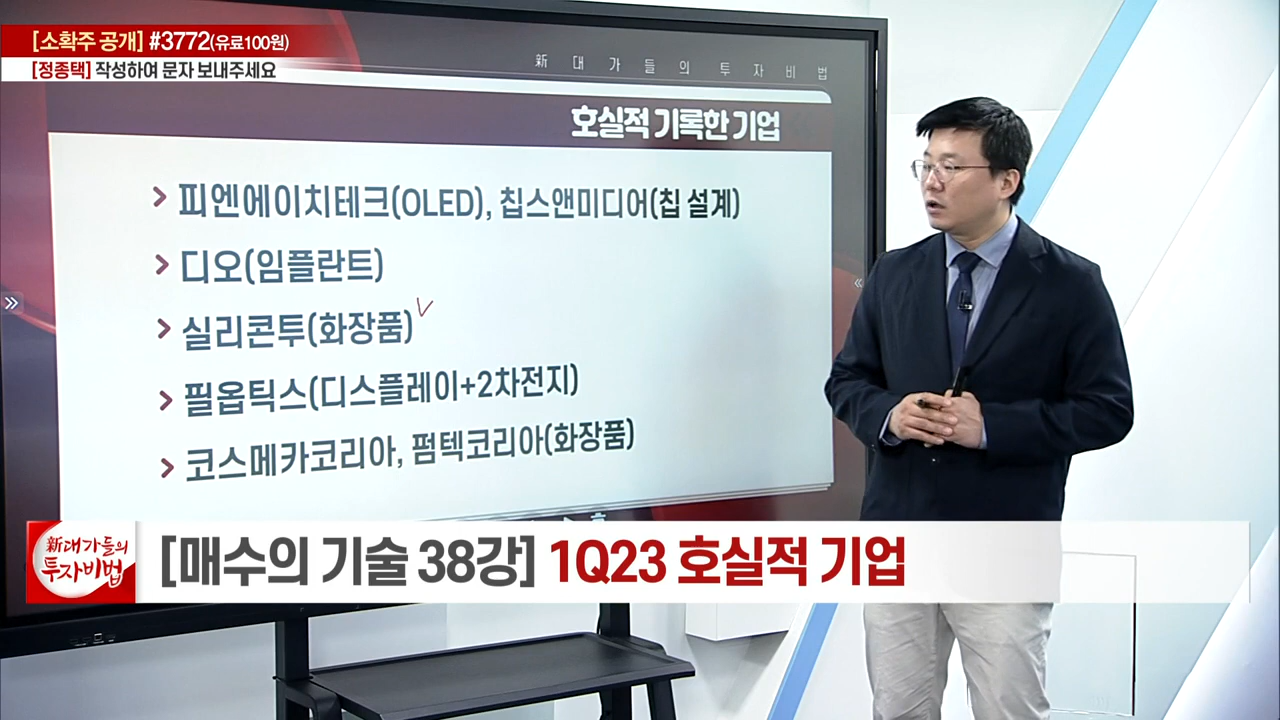 [소확주 공개] #3772(유료100원)
[정종택] 작성하여 문자 보내주세요
新 대 가 들 의 투 자 비 법
호실적 기록한 기업
피엔에이치테크(OLED), 칩스앤미디어(칩 설계)
디오(임플란트)
실리콘투(화장품)
필옵틱스(디스플레이+2차전지)
코스메카코리아, 펌텍코리아(화장품)
新대가들의
투자비법
[매수의 기술 38강] 1Q23 호실적 기업